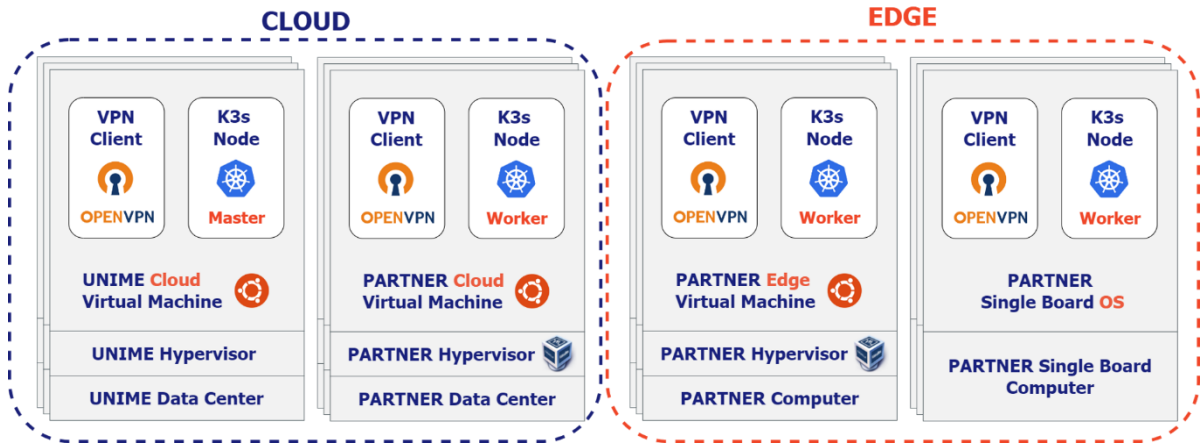 CLOUD
EDGE
VPN
Client
OPENVPN
K3s
Node
Master
UNIME Cloud
Virtual Machine
UNIME Hypervisor
UNIME Data Center
VPN
Client
OPENVPN
K3s
Node
Worker
PARTNER Cloud
Virtual Machine
PARTNER Hypervisor
PARTNER Data Center
VPN
Client
OPENVPN
K3s
Node
Worker
PARTNER Edge
Virtual Machine
PARTNER Hypervisor
PARTNER Computer
VPN
Client
OPENVPN
K3s
Node
Worker
PARTNER
Single Board OS
PARTNER Single Board
Computer